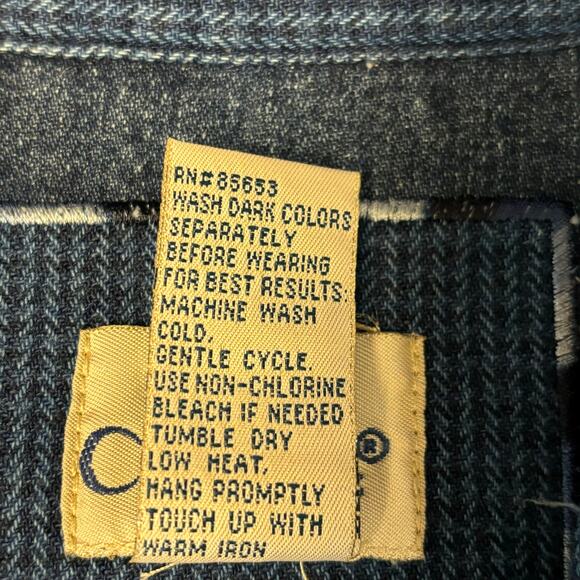 RN#85653
WASH DARK COLORS
SEPARATELY
BEFORE WEARING
FOR BEST RESULTS:
MACHINE WASH
COLD.
GENTLE CYCLE.
USE NON-CHLORINE
BLEACH IF NEEDED
TUMBLE DRY
LOW HEAT.
HANG PROMPTLY
TOUCH UP WITH
WARM IRON
C ®